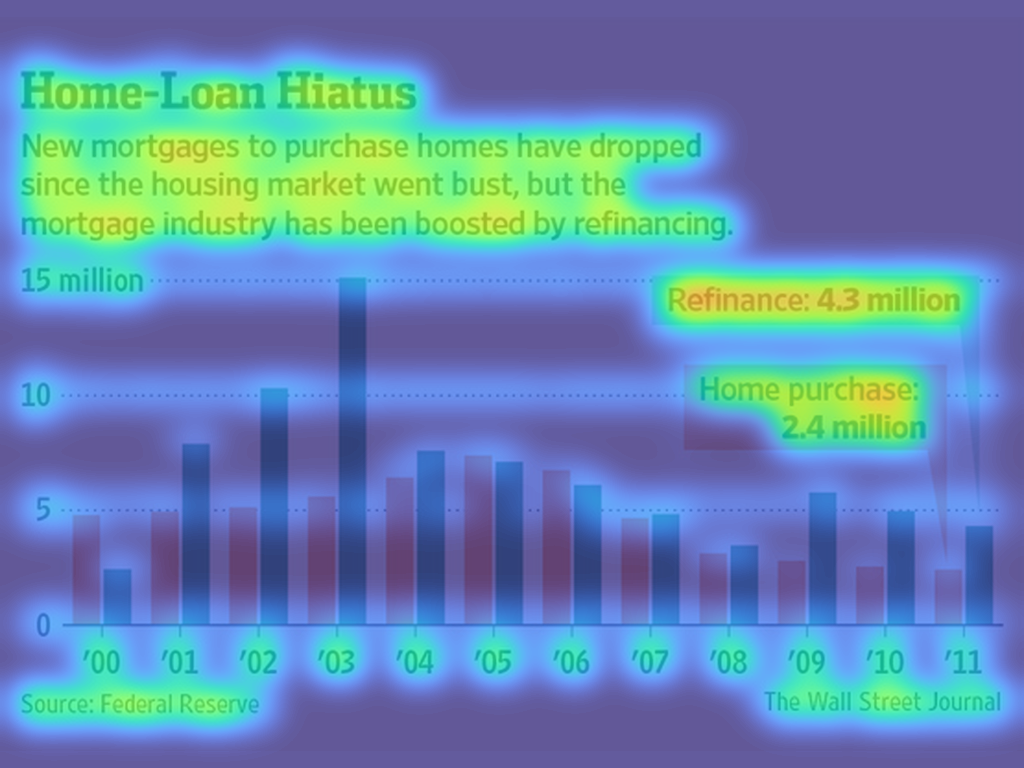 Home-Loan Hiatus
New mortgages to purchase homes have dropped
since the housing market went bust, but the
mortgage industry has been boosted by refinancing.
15 million
Refinance: 4.3 million
10
Home purchase:
2.4 million
5
0
'00 '01 '02 '03 '04 '05 '06 '07 '08 '09 '10 '11
Source: Federal Reserve
The Wall Street Journal